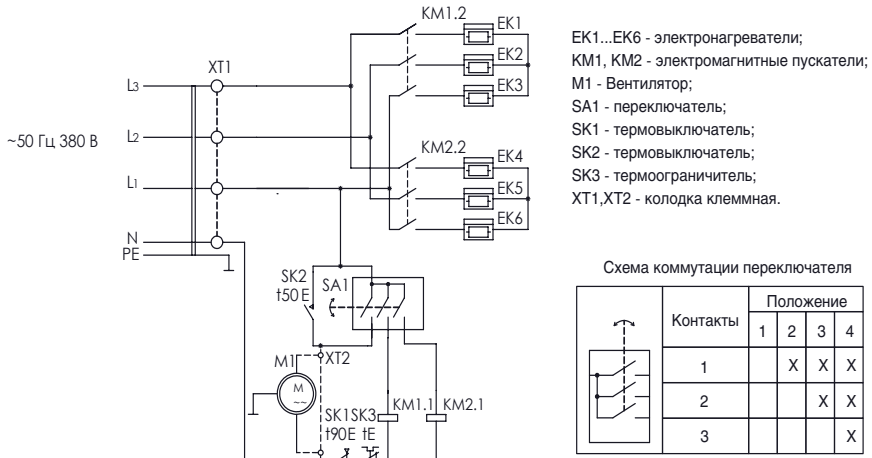 KM1.2
EK1
EK2
EK3
XT1
L3
L2
L1
~50 Гц 380 В
N
PE
KM2.2
EK4
EK5
EK6
SK2
t50 E
SA1
M1
XT2
M
~~
SK1 SK3
t90E tE
KM1.1
KM2.1
EK1...EK6 - электронагреватели;
KM1, KM2 - электромагнитные пускатели;
M1 - Вентилятор;
SA1 - переключатель;
SK1 - термовыключатель;
SK2 - термовыключатель;
SK3 - термоограничитель;
XT1,XT2 - колодка клеммная.
Схема коммутации переключателя
Контакты
Положение
1 2 3 4
1 X X X
2 X X
3 X